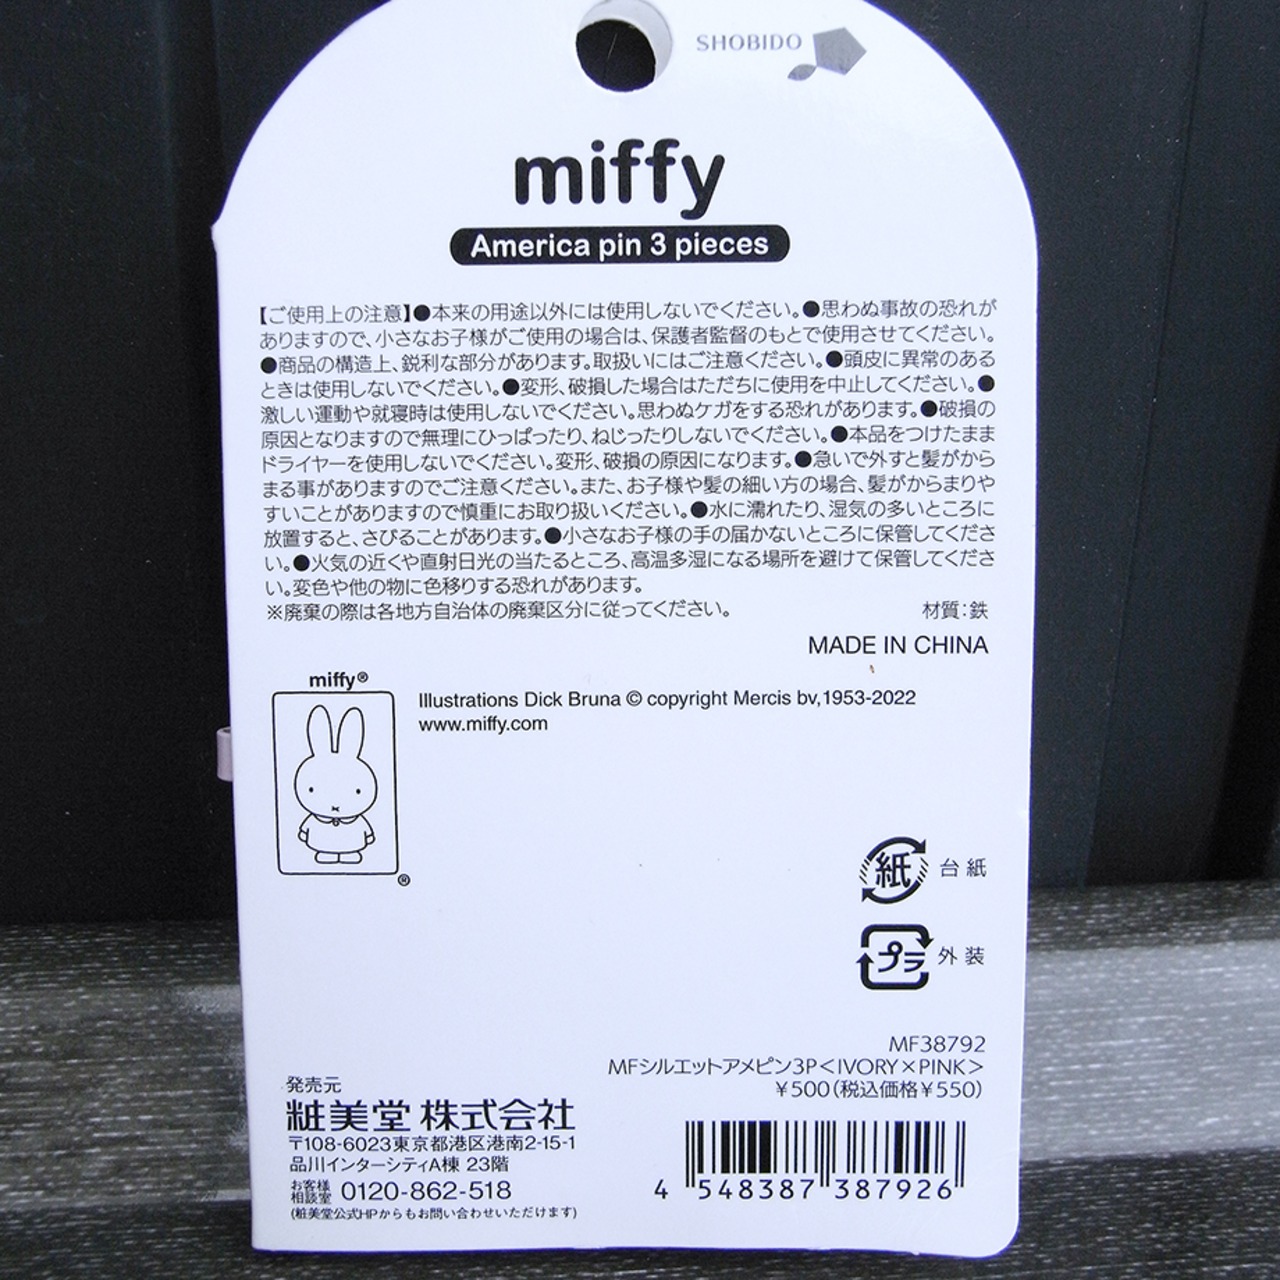 SHOBIDO
miffy
America pin 3 pieces
【ご使用上の注意】●本来の用途以外には使用しないでください。●思わぬ事故の恐れが
ありますので、小さなお子様がご使用の場合は、保護者監督のもとで使用させてください。
●商品の構造上、鋭利な部分があります。取扱いにはご注意ください。●頭皮に異常のある
ときは使用しないでください。●変形、破損した場合はただちに使用を中止してください。●
激しい運動や就寝時は使用しないでください。思わぬケガをする恐れがあります。●破損の
原因となりますので無理にひっぱったり、ねじったりしないでください。●本品をつけたまま
ドライヤーを使用しないでください。変形、破損の原因になります。●急いで外すと髪がから
まる事がありますのでご注意ください。また、お子様や髪の細い方の場合、髪がからまりや
すいことがありますので慎重にお取り扱いください。●水に濡れたり、湿気の多いところに
放置すると、さびることがあります。●小さなお子様の手の届かないところに保管してくださ
い。●火気の近くや直射日光の当たるところ、高温多湿になる場所を避けて保管してくださ
い。変色や他の物に色移りする恐れがあります。
※廃棄の際は各地方自治体の廃棄区分に従ってください。 材質：鉄
MADE IN CHINA
miffy®
Illustrations Dick Bruna © copyright Mercis bv,1953-2022
www.miffy.com
®
紙 台紙
プラ 外装
MF38792
MFシルエットアメピン3P＜IVORY×PINK＞
¥500(税込価格¥550)
発売元
粧美堂 株式会社
〒108-6023東京都港区港南2-15-1
品川インターシティA棟 23階
お客様相談室 0120-862-518
(粧美堂公式HPからもお問い合わせいただけます)
4 548387 387926